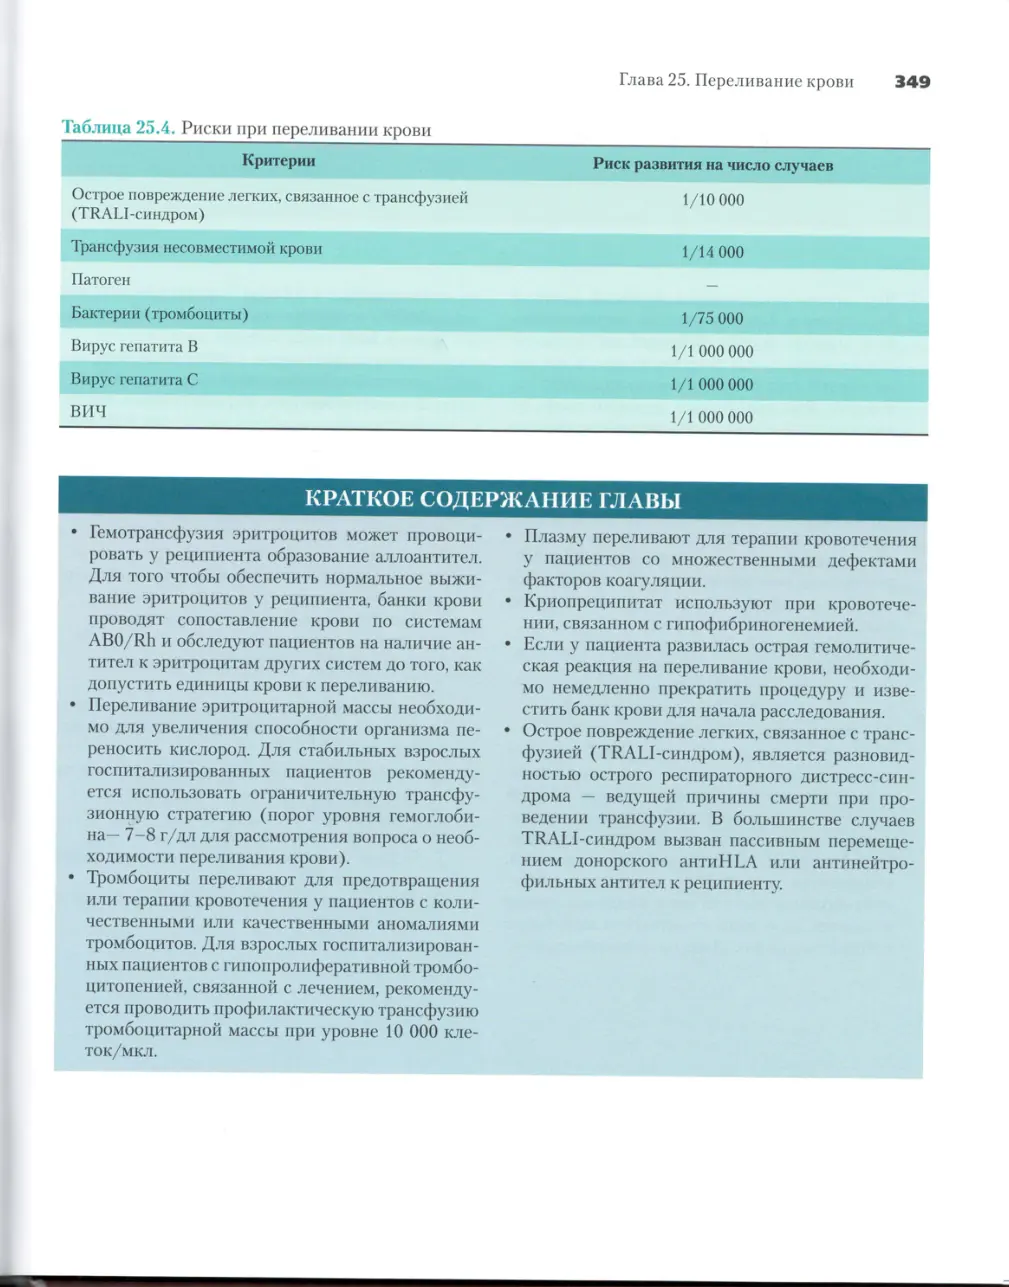 Глава 25. Переливание крови 349
Таблица 25.4. Риски при переливании крови
Критерии Риск развития на число случаев
Острое повреждение легких, связанное с трансфузией 1/10 000
(TRALI-синдром)
Трансфузия несовместимой крови 1/14 000
Патоген –
Бактерии (тромбоциты) 1/75 000
Вирус гепатита В 1/1 000 000
Вирус гепатита С 1/1 000 000
ВИЧ 1/1 000 000
КРАТКОЕ СОДЕРЖАНИЕ ГЛАВЫ
• Гемотрансфузия эритроцитов может провоци-
ровать у реципиента образование аллоантител.
Для того чтобы обеспечить нормальное выжи-
вание эритроцитов у реципиента, банки крови
проводят сопоставление крови по системам
AB0/Rh и обследуют пациентов на наличие ан-
тител к эритроцитам других систем до того, как
допустить единицы крови к переливанию.
• Переливание эритроцитарной массы необходи-
мо для увеличения способности организма пе-
реносить кислород. Для стабильных взрослых
госпитализированных пациентов рекоменду-
ется использовать ограничительную трансфу-
зионную стратегию (порог уровня гемоглоби-
на— 7–8 г/дл для рассмотрения вопроса о необ-
ходимости переливания крови).
• Тромбоциты переливают для предотвращения
или терапии кровотечения у пациентов с коли-
чественными или качественными аномалиями
тромбоцитов. Для взрослых госпитализирован-
ных пациентов с гипопролиферативной тромбо-
цитопенией, связанной с лечением, рекоменду-
ется проводить профилактическую трансфузию
тромбоцитарной массы при уровне 10 000 кле-
ток/мкл.
• Плазму переливают для терапии кровотечения
у пациентов со множественными дефектами
факторов коагуляции.
• Криопреципитат используют при кровотече-
нии, связанном с гипофибриногенемией.
• Если у пациента развилась острая гемолитиче-
ская реакция на переливание крови, необходи-
мо немедленно прекратить процедуру и изве-
стить банк крови для начала расследования.
• Острое повреждение легких, связанное с транс-
фузией (TRALI-синдром), является разновид-
ностью острого респираторного дистресс-син-
дрома — ведущей причины смерти при про-
ведении трансфузии. В большинстве случаев
TRALI-синдром вызван пассивным перемеще-
нием донорского антиHLA или антинейтро-
фильных антител к реципиенту.